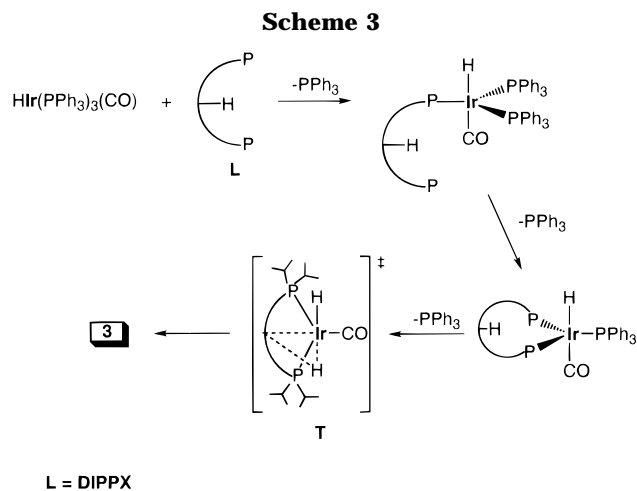 Scheme 3
HIr(PPh3)3(CO) + P H P L
-PPh3
H P Ir PPh3 PPh3 CO H P
-PPh3
H P Ir PPh3 H P CO
-PPh3
P H Ir CO H P ‡
T
3
L = DIPPX